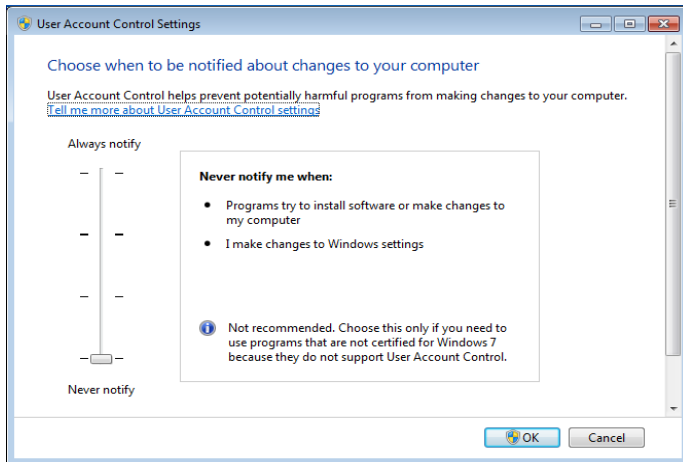 User Account Control Settings
Choose when to be notified about changes to your computer
User Account Control helps prevent potentially harmful programs from making changes to your computer.
Tell me more about User Account Control settings
Always notify
Never notify me when:
• Programs try to install software or make changes to
my computer
• I make changes to Windows settings
Not recommended. Choose this only if you need to
use programs that are not certified for Windows 7
because they do not support User Account Control.
Never notify
OK
Cancel